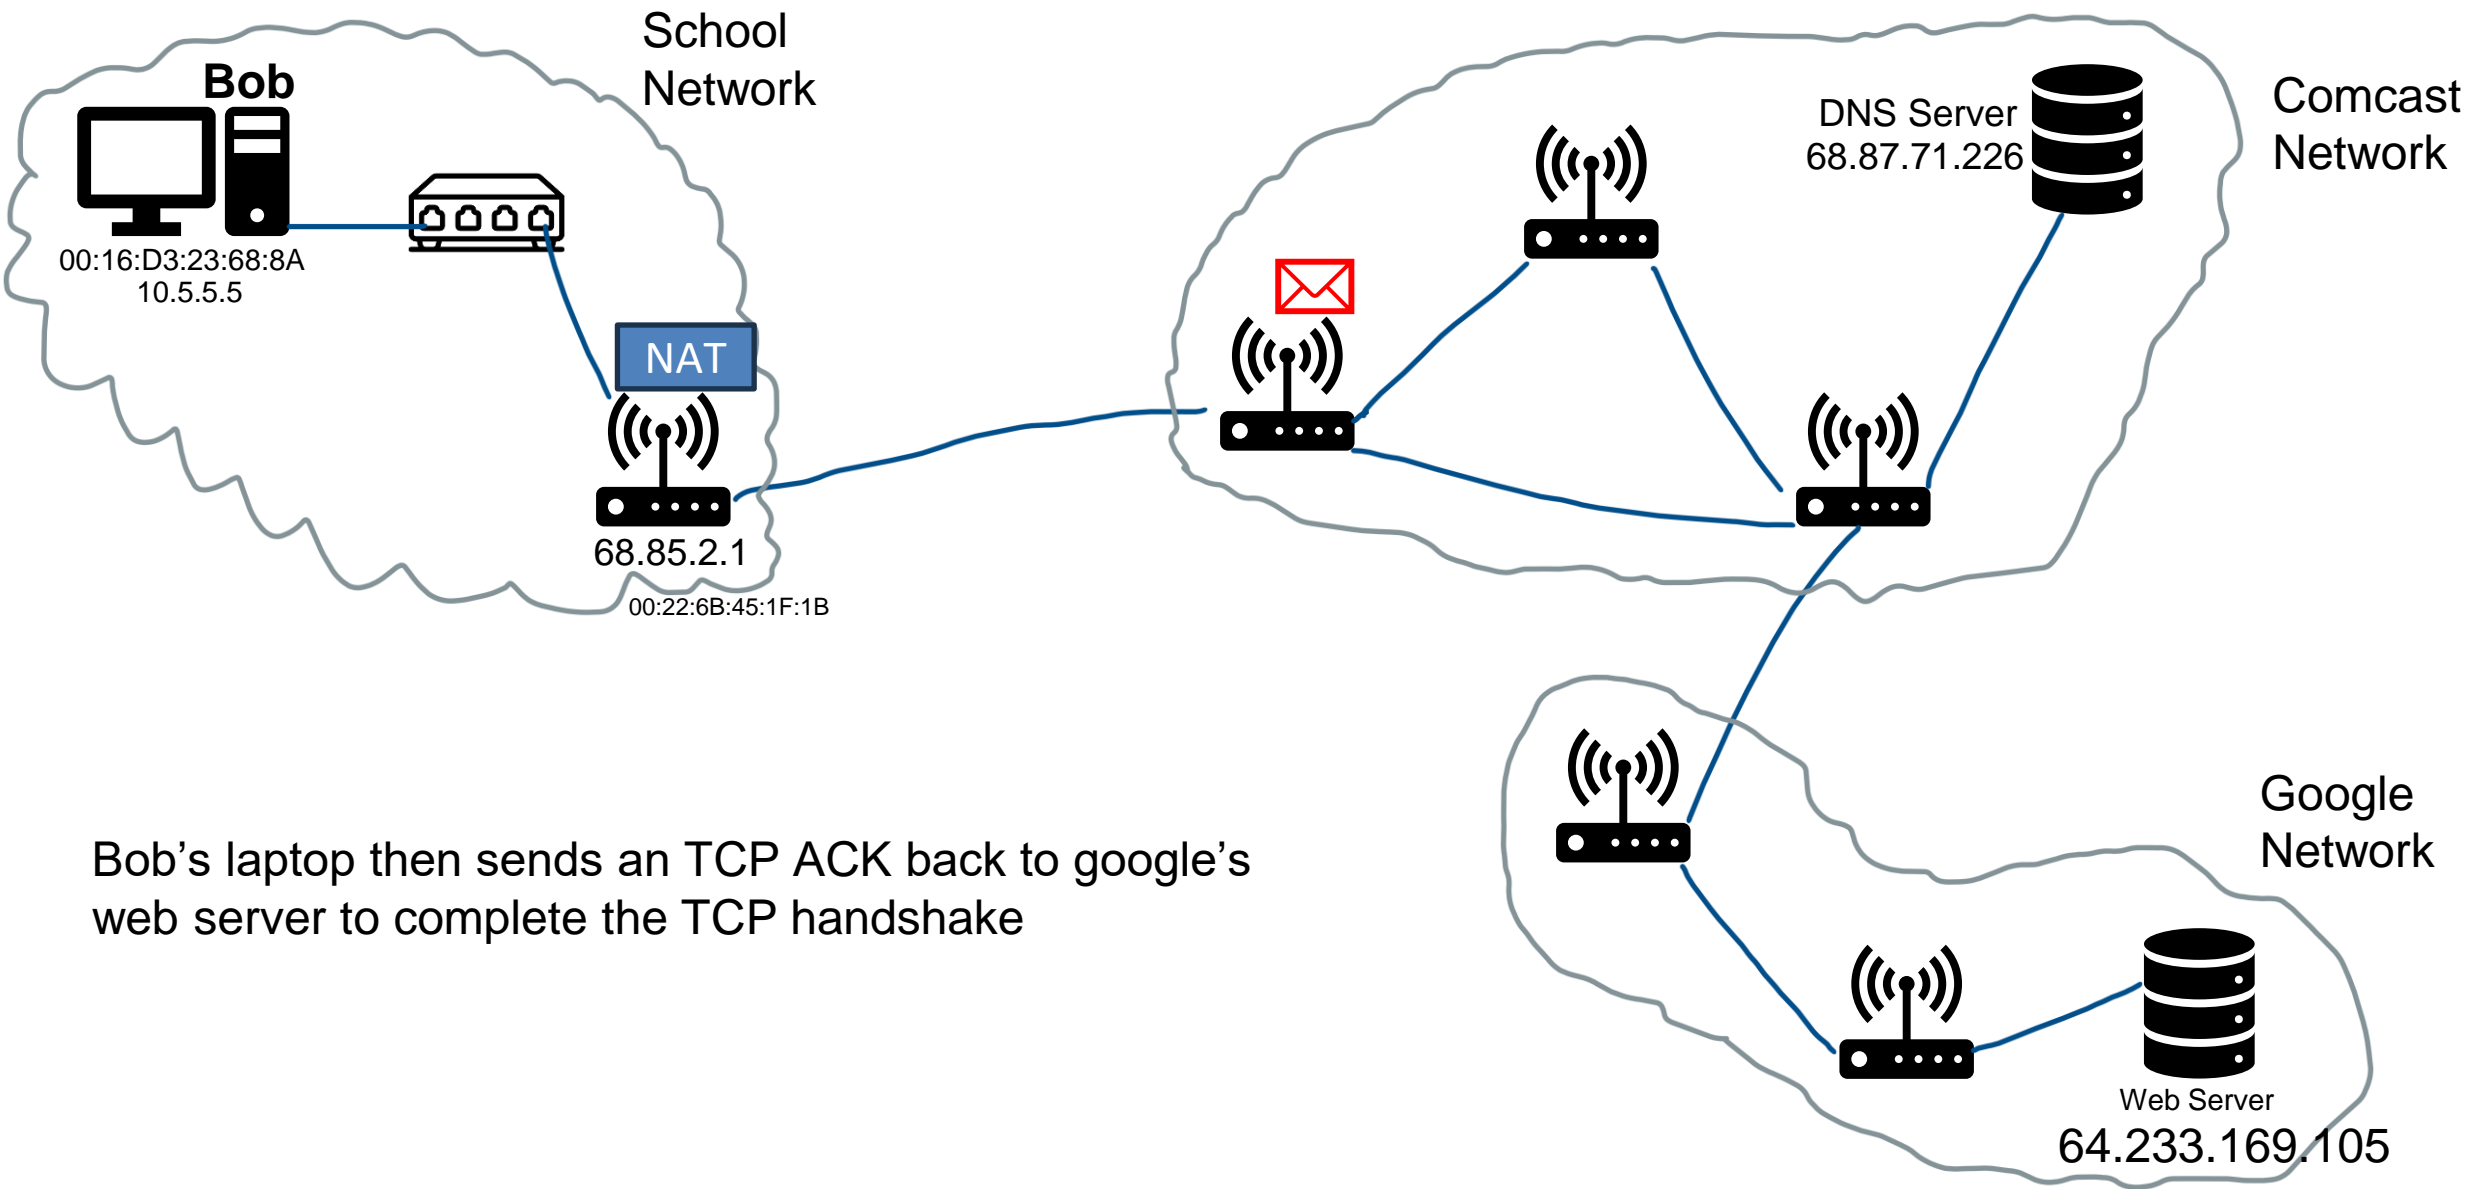 School
Network
Bob
00:16:D3:23:68:8A
10.5.5.5
NAT
68.85.2.1
00:22:6B:45:1F:1B
DNS Server
68.87.71.226
Comcast
Network
Bob’s laptop then sends an TCP ACK back to google’s
web server to complete the TCP handshake
Google
Network
Web Server
64.233.169.105